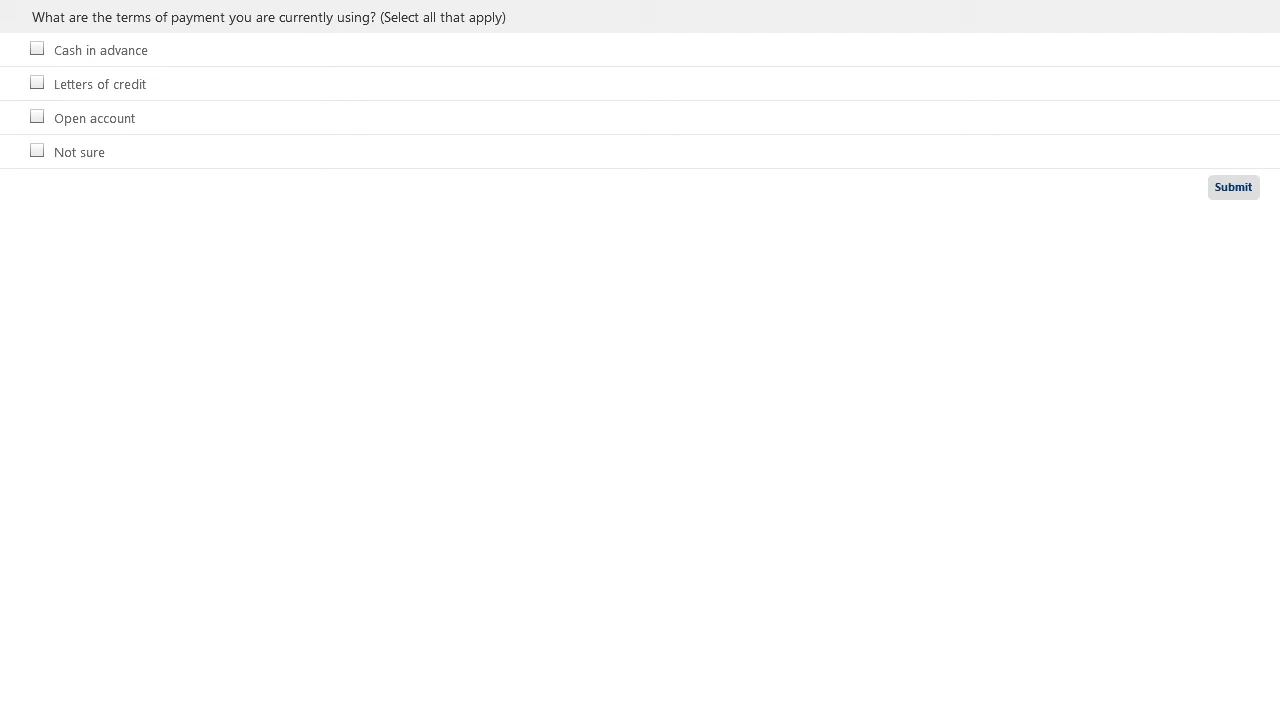 What are the terms of payment you are currently using? (Select all that apply)
Cash in advance
Letters of credit
Open account
Not sure
Submit